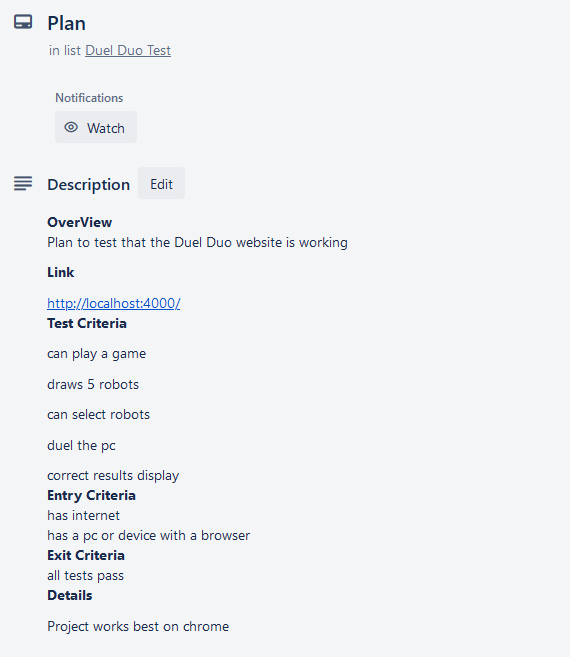 Plan
in list Duel Duo Test
Notifications
Watch
Description Edit
OverView
Plan to test that the Duel Duo website is working
Link
http://localhost:4000/
Test Criteria
can play a game
draws 5 robots
can select robots
duel the pc
correct results display
Entry Criteria
has internet
has a pc or device with a browser
Exit Criteria
all tests pass
Details
Project works best on chrome